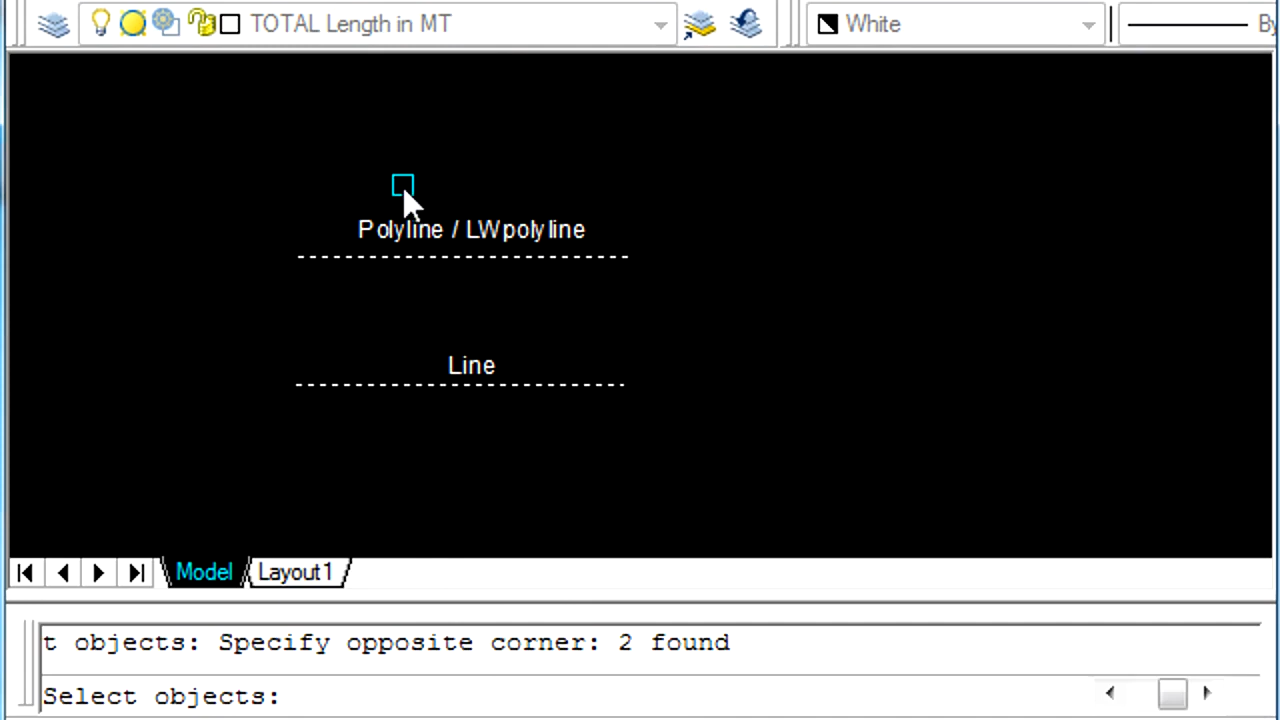 TOTAL Length in MT
White
By
Polyline / LWpolyline
Line
Model
Layout1
t objects: Specify opposite corner: 2 found
Select objects: